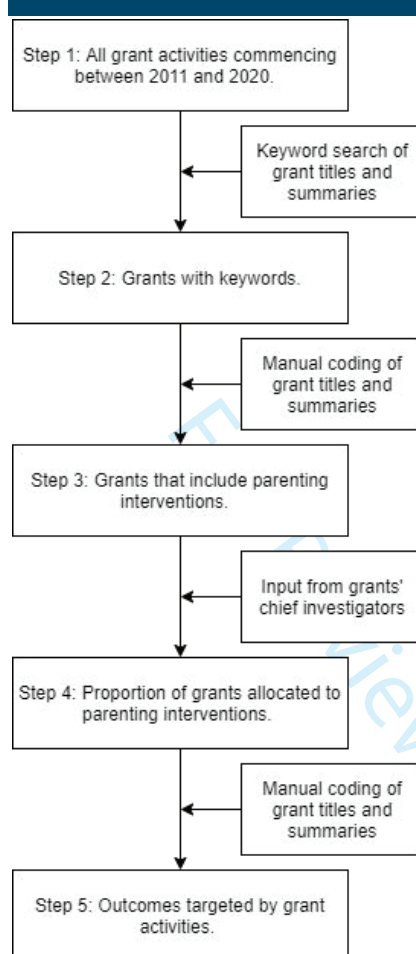 Step 1: All grant activities commencing
between 2011 and 2020.
Keyword search of
grant titles and
summaries
Step 2: Grants with keywords.
Manual coding of
grant titles and
summaries
Step 3: Grants that include parenting
interventions.
Input from grants'
chief investigators
Step 4: Proportion of grants allocated to
parenting interventions.
Manual coding of
grant titles and
summaries
Step 5: Outcomes targeted by grant
activities.